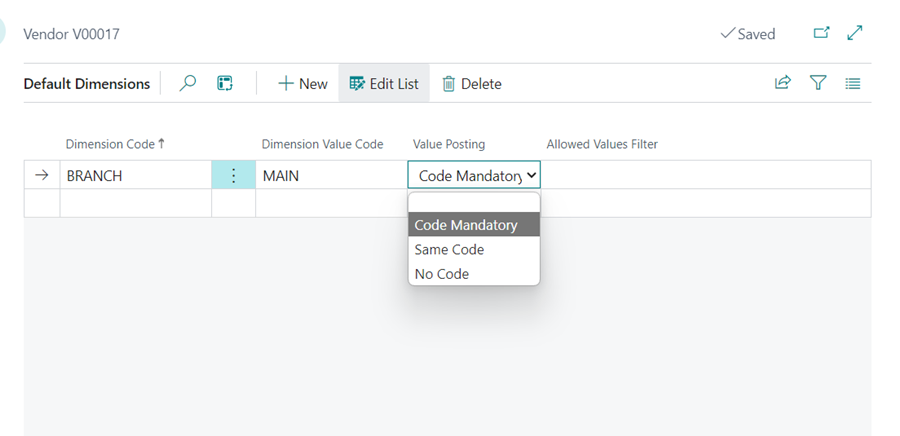 Vendor V00017
Saved
Default Dimensions
New
Edit List
Delete
Dimension Code Dimension Value Code Value Posting Allowed Values Filter
BRANCH MAIN Code Mandatory
Code Mandatory
Same Code
No Code